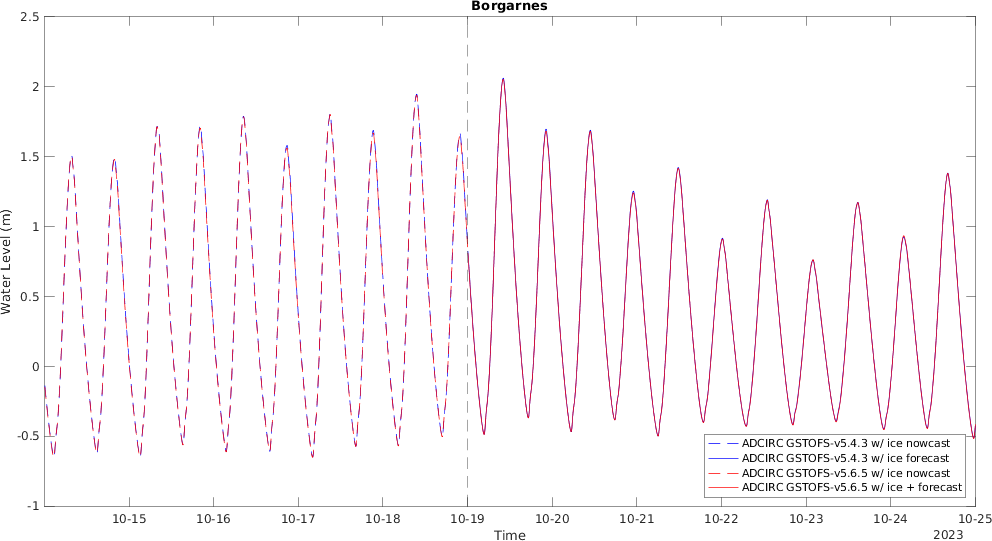 Borgarnes
2.5
2
1.5
1
0.5
0
-0.5
-1
Water Level (m)
ADCIRC GSTOFS-v5.4.3 w/ ice nowcast
ADCIRC GSTOFS-v5.4.3 w/ ice forecast
ADCIRC GSTOFS-v5.6.5 w/ ice nowcast
ADCIRC GSTOFS-v5.6.5 w/ ice + forecast
10-15 10-16 10-17 10-18 10-19 10-20 10-21 10-22 10-23 10-24 10-25
Time
2023